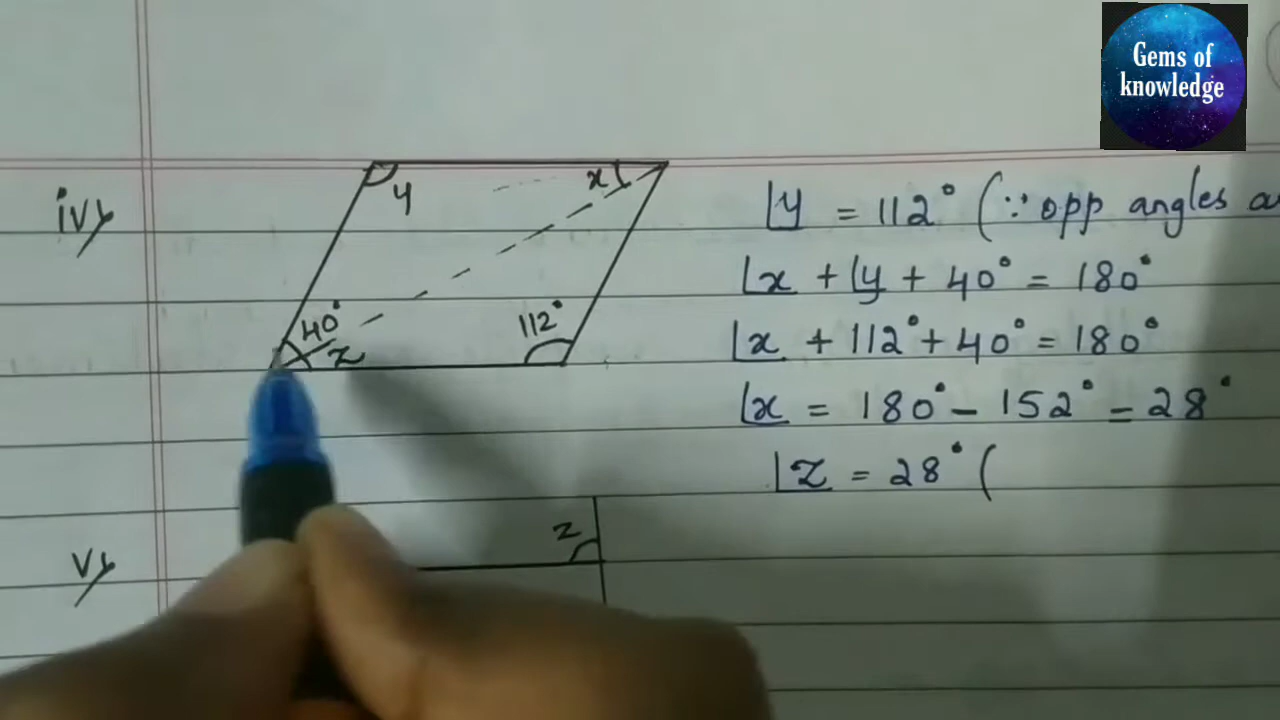 Gems of
knowledge
iv)
y
x
∠y = 112° (∵ opp angles
∠x + ∠y + 40° = 180°
40°
z
112°
∠x + 112° + 40° = 180°
∠x = 180° - 152° = 28°
∠z = 28° (
v)
z